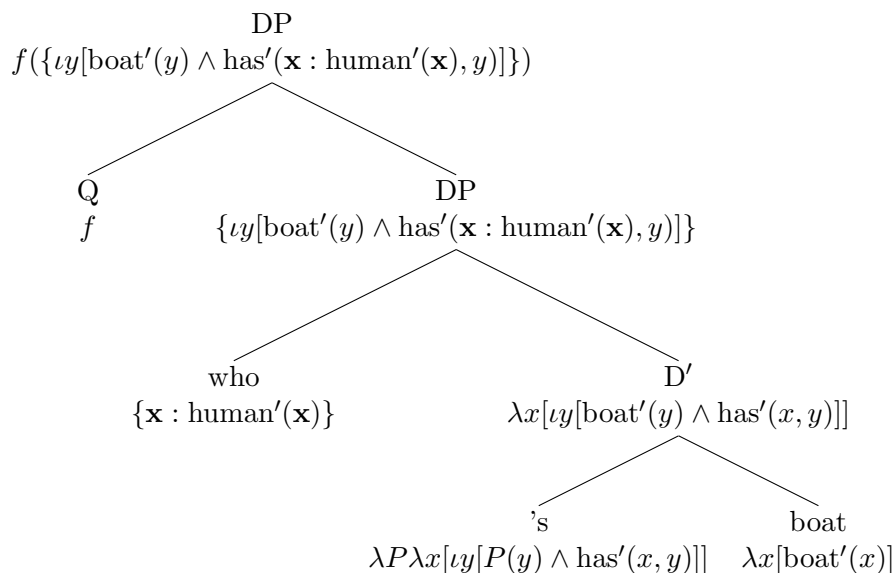 DP
f({ιy[boat′(y) ∧ has′(𝐱 : human′(𝐱), y)]})
Q DP
f {ιy[boat′(y) ∧ has′(𝐱 : human′(𝐱), y)]}
who D′
{𝐱 : human′(𝐱)} λx[ιy[boat′(y) ∧ has′(x, y)]]
's boat
λPλx[ιy[P(y) ∧ has′(x, y)]] λx[boat′(x)]